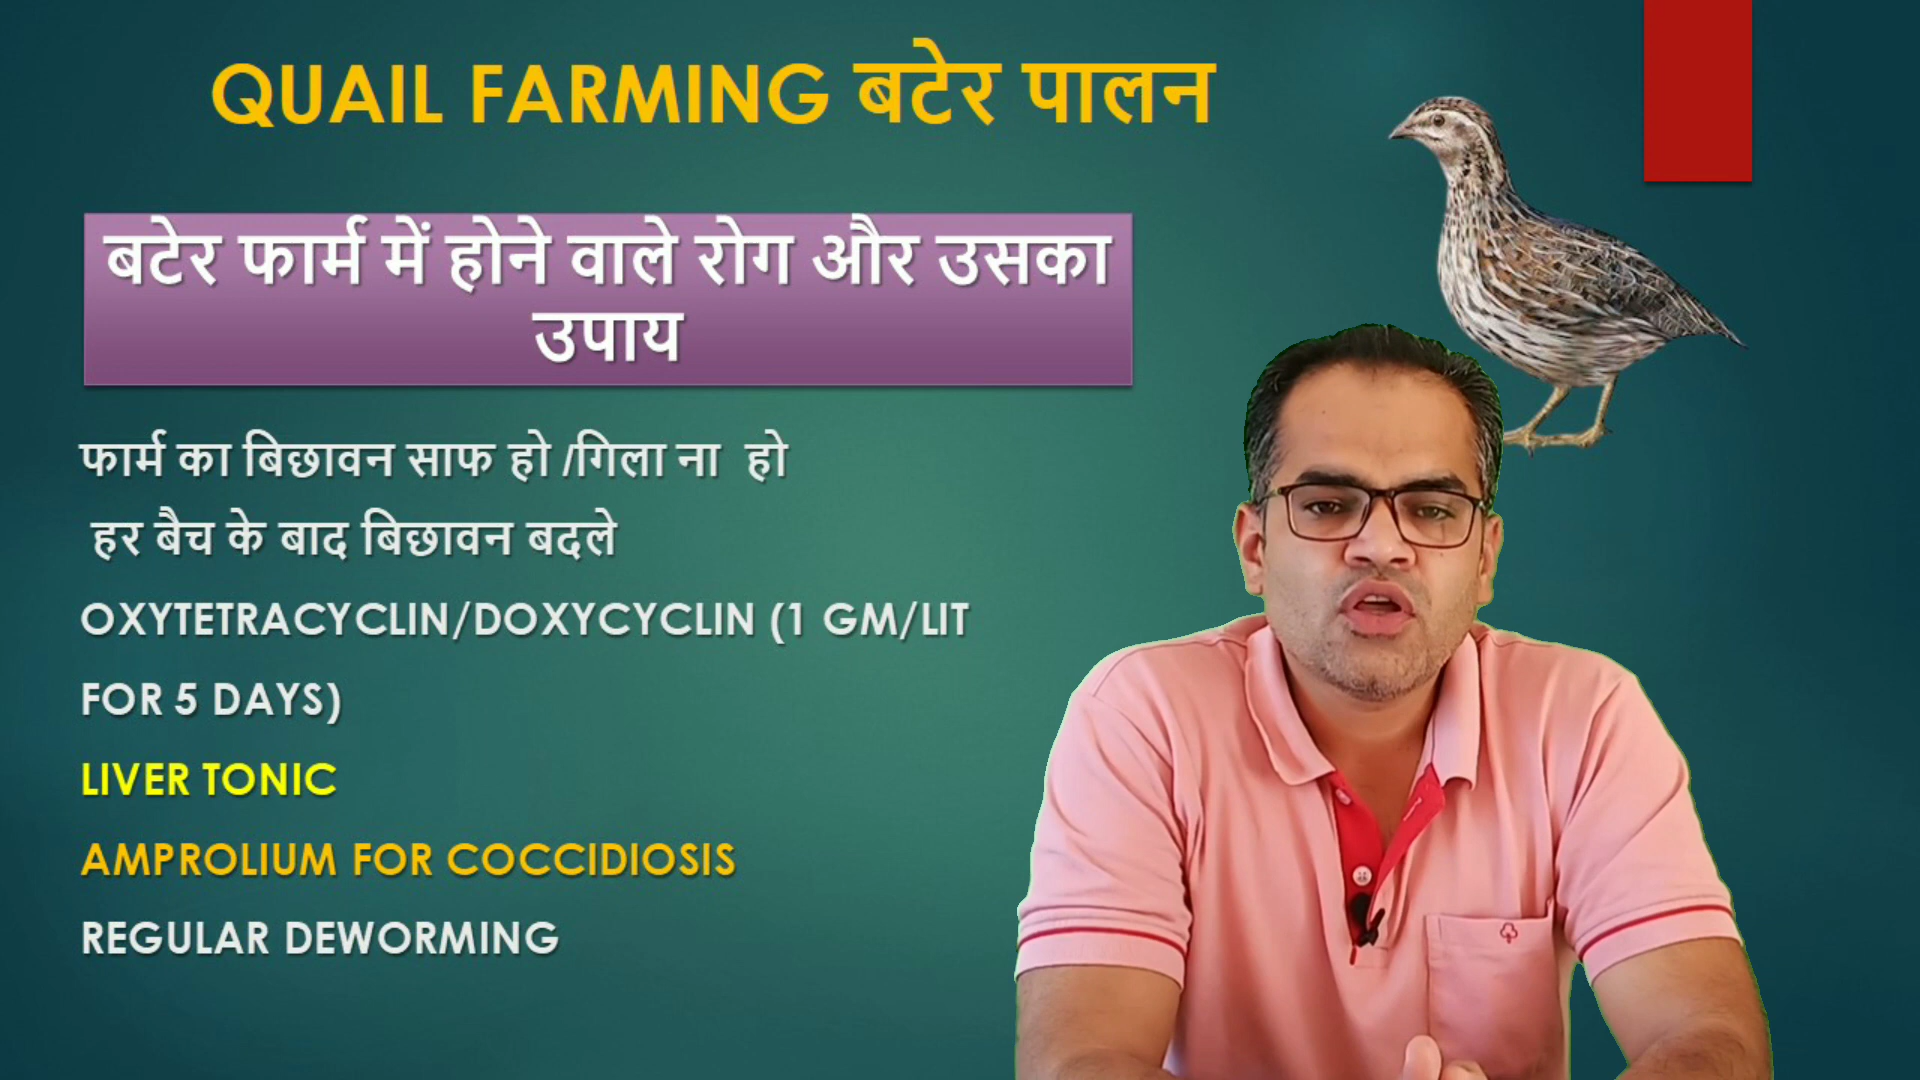 QUAIL FARMING बटेर पालन
बटेर फार्म में होने वाले रोग और उसका
उपाय
फार्म का बिछावन साफ हो /गिला ना हो
हर बैच के बाद बिछावन बदले
OXYTETRACYCLIN/DOXYCYCLIN (1 GM/LIT
FOR 5 DAYS)
LIVER TONIC
AMPROLIUM FOR COCCIDIOSIS
REGULAR DEWORMING